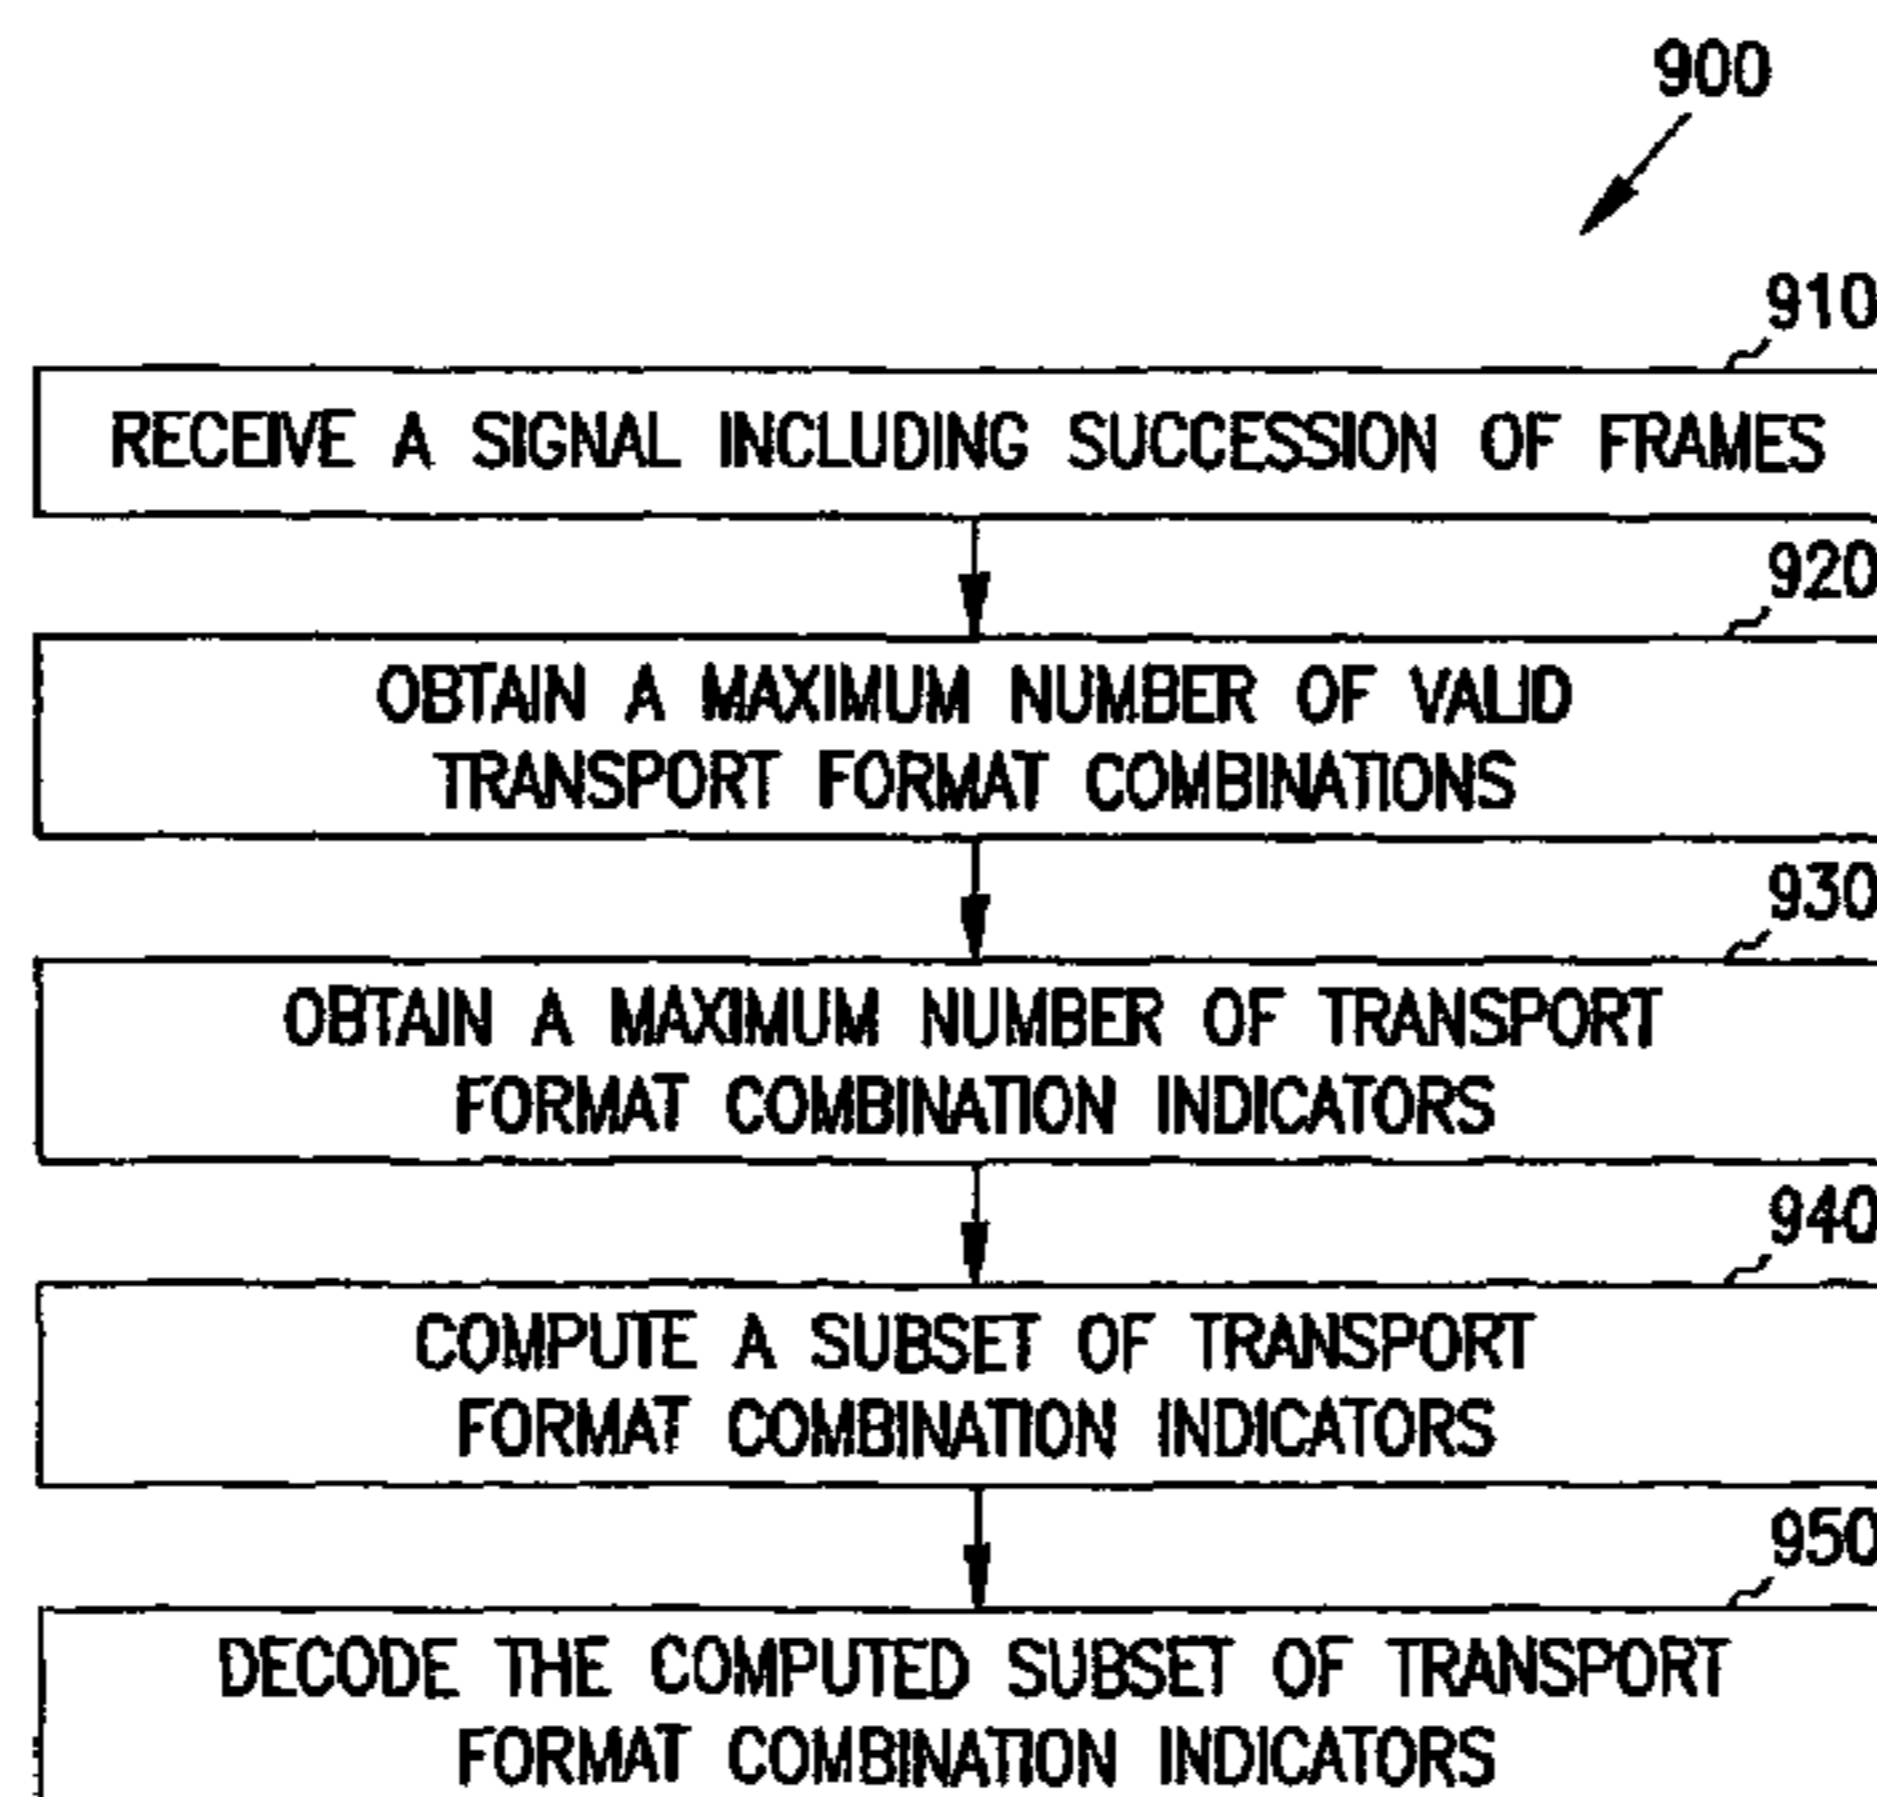 900
910
RECEIVE A SIGNAL INCLUDING SUCCESSION OF FRAMES
920
OBTAIN A MAXIMUM NUMBER OF VALID
TRANSPORT FORMAT COMBINATIONS
930
OBTAIN A MAXIMUM NUMBER OF TRANSPORT
FORMAT COMBINATION INDICATORS
940
COMPUTE A SUBSET OF TRANSPORT
FORMAT COMBINATION INDICATORS
950
DECODE THE COMPUTED SUBSET OF TRANSPORT
FORMAT COMBINATION INDICATORS